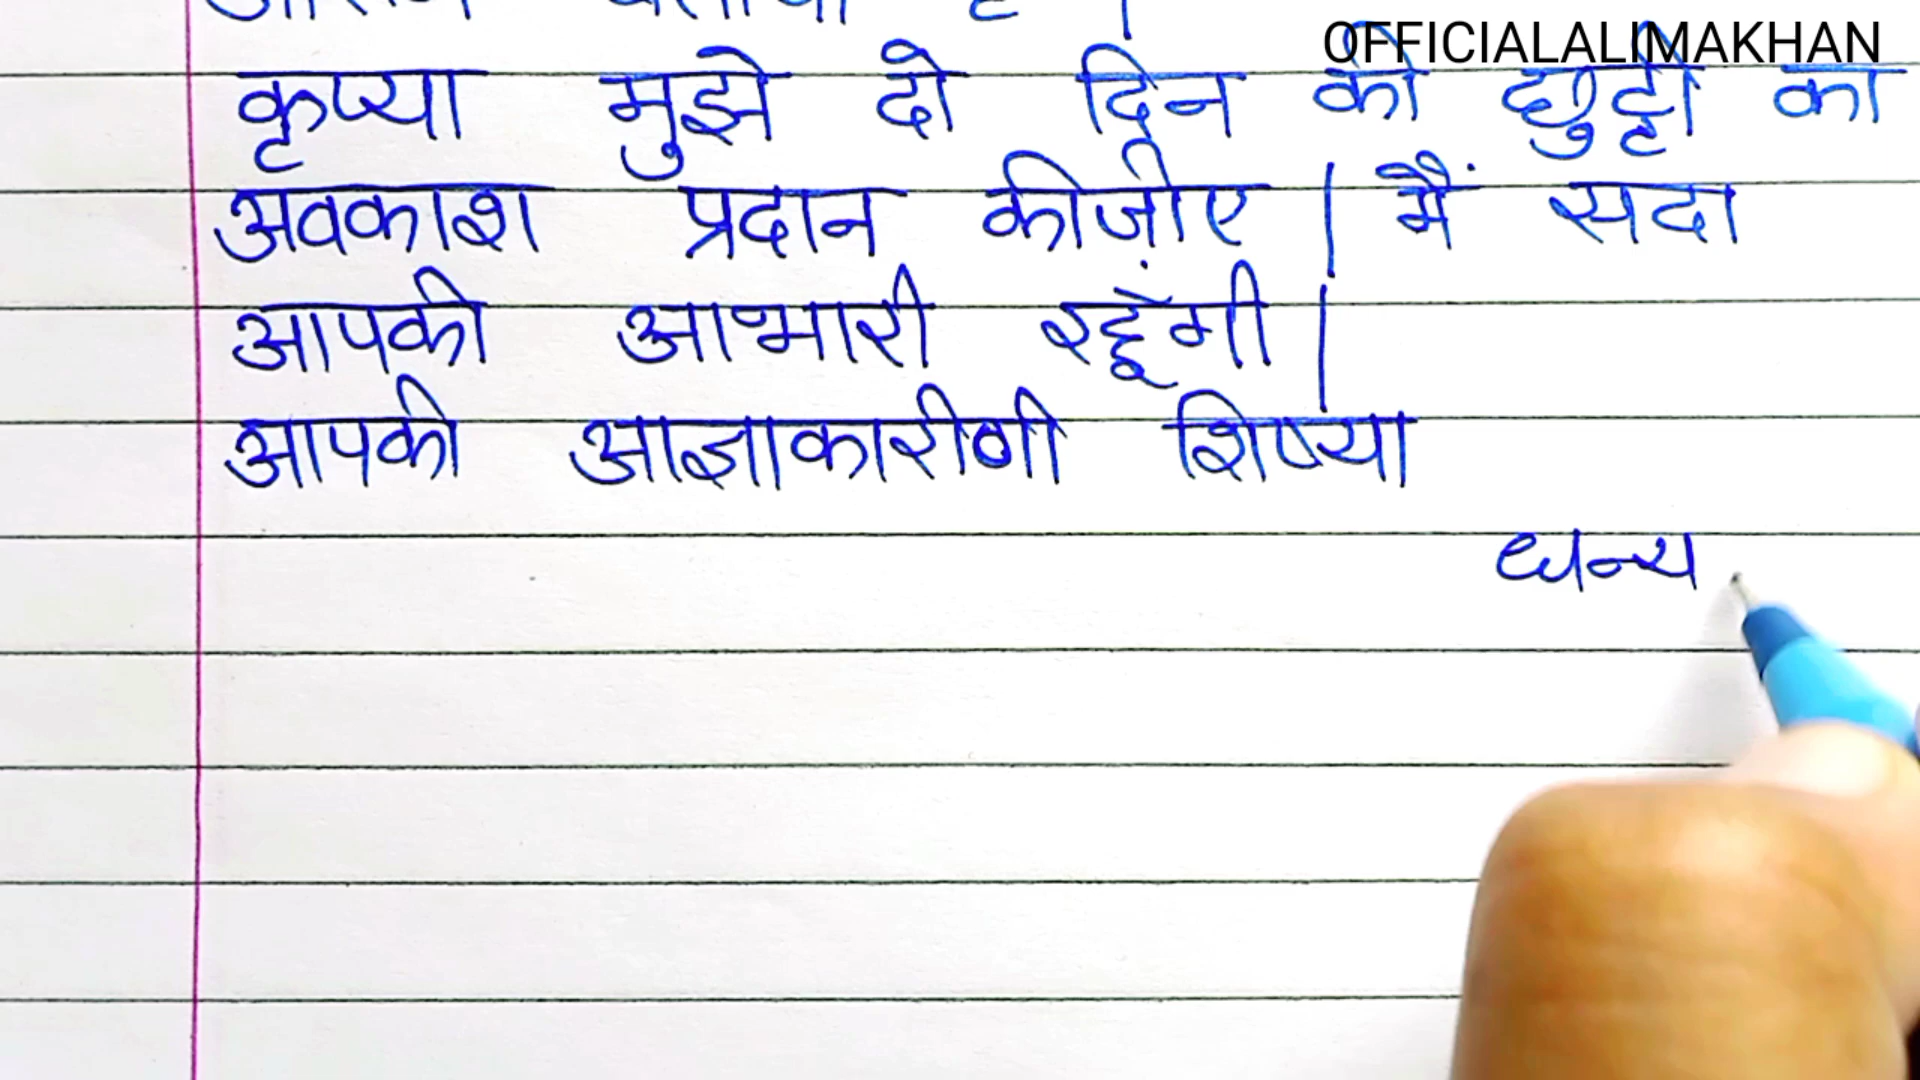 OFFICIALALIMAKHAN
कृप्या मुझे दो दिन की छुट्टी का
अवकाश प्रदान कीजीए | मैं सदा
आपकी आभारी रहूंगी |
आपकी आज्ञाकारीणी शिष्या
धन्य